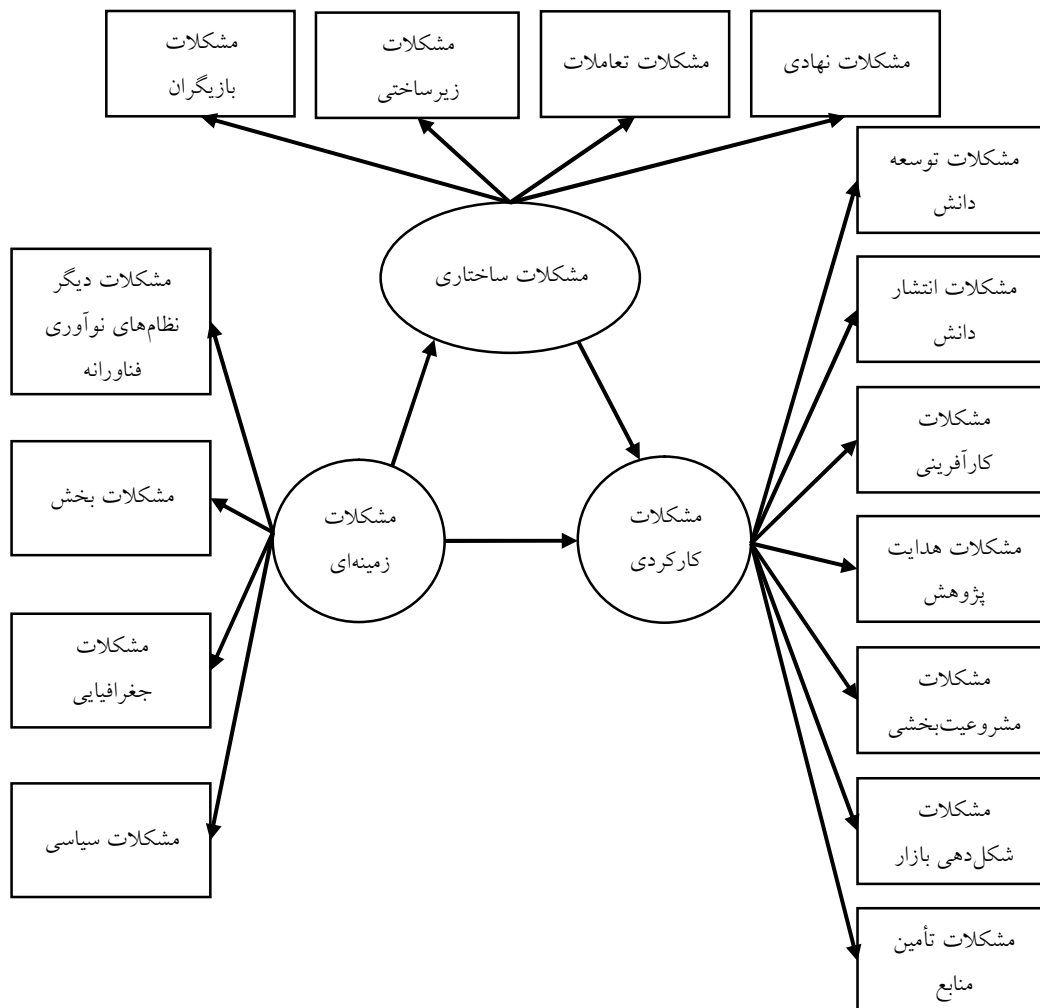 مشکلات نهادی
مشکلات تعاملات
مشکلات
زیرساختی
مشکلات
بازیگران
مشکلات توسعه
دانش
مشکلات انتشار
دانش
مشکلات
کارآفرینی
مشکلات هدایت
پژوهش
مشکلات
مشروعیت‌بخشی
مشکلات
شکل‌دهی بازار
مشکلات تأمین
منابع
مشکلات ساختاری
مشکلات
کارکردی
مشکلات
زمینه‌ای
مشکلات دیگر
نظام‌های نوآوری
فناورانه
مشکلات بخش
مشکلات
جغرافیایی
مشکلات سیاسی